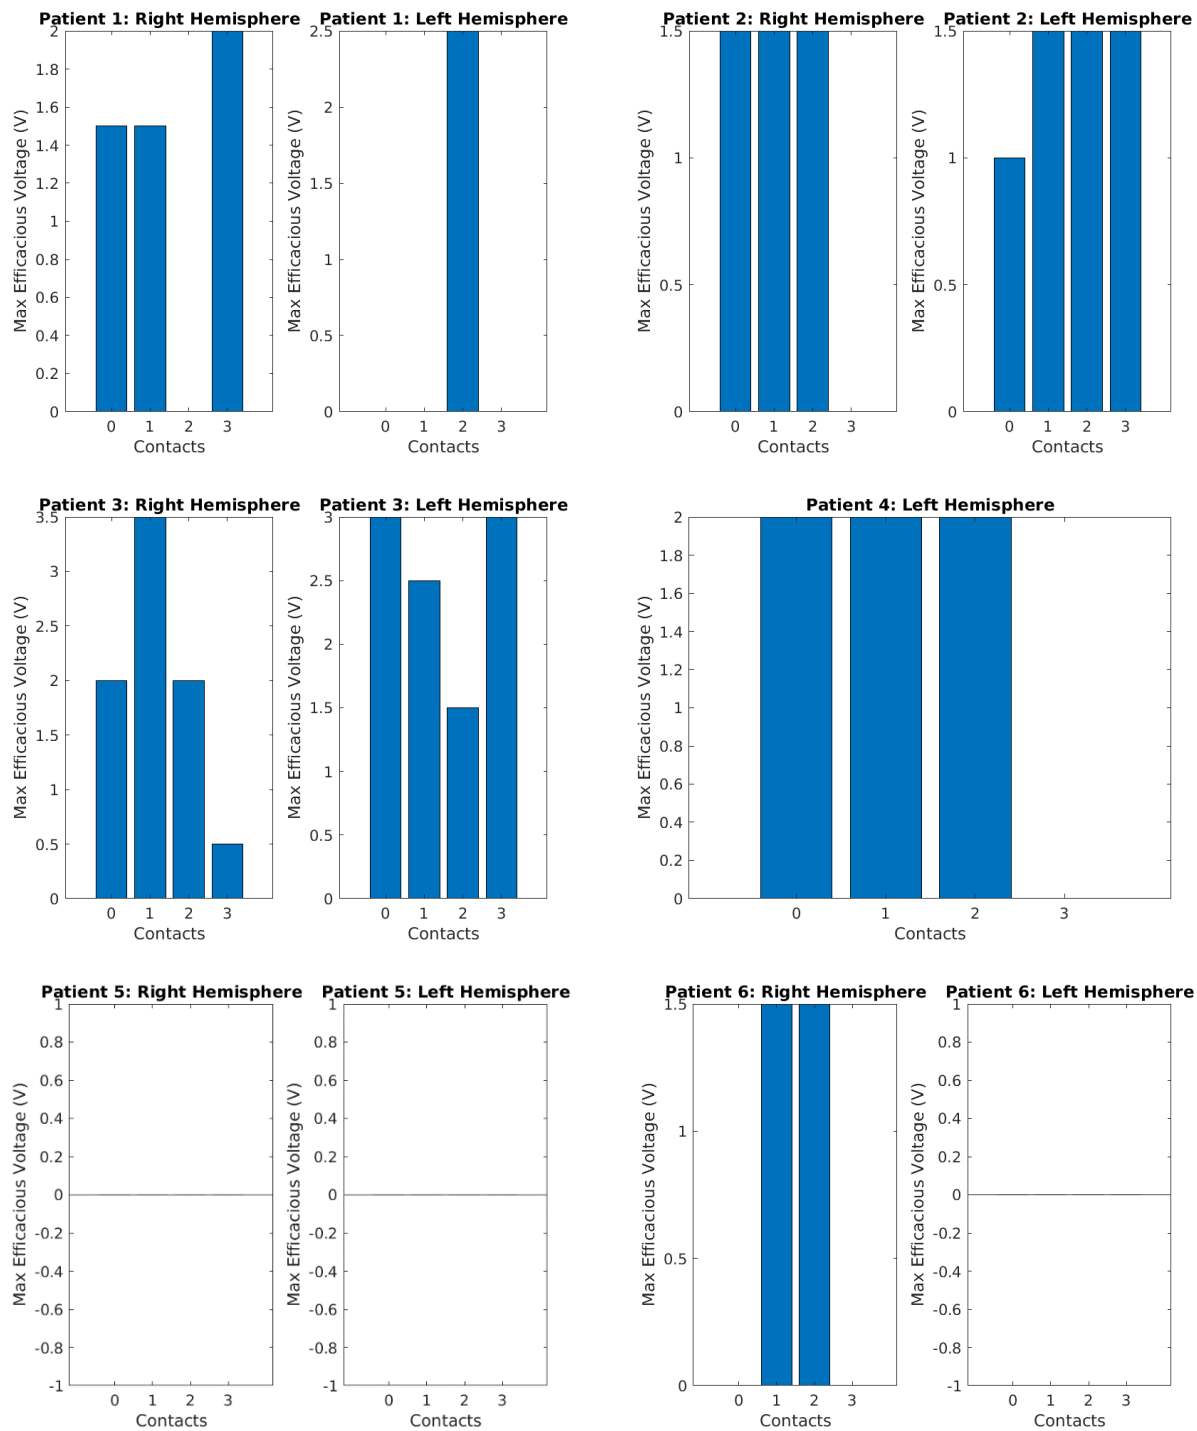 Patient 1: Right Hemisphere
Max Efficacious Voltage (V)
2
1.8
1.6
1.4
1.2
1
0.8
0.6
0.4
0.2
0
0 1 2 3
Contacts
Patient 1: Left Hemisphere
Max Efficacious Voltage (V)
2.5
2
1.5
1
0.5
0
0 1 2 3
Contacts
Patient 2: Right Hemisphere
Max Efficacious Voltage (V)
1.5
1
0.5
0
0 1 2 3
Contacts
Patient 2: Left Hemisphere
Max Efficacious Voltage (V)
1.5
1
0.5
0
0 1 2 3
Contacts
Patient 3: Right Hemisphere
Max Efficacious Voltage (V)
3.5
3
2.5
2
1.5
1
0.5
0
0 1 2 3
Contacts
Patient 3: Left Hemisphere
Max Efficacious Voltage (V)
3
2.5
2
1.5
1
0.5
0
0 1 2 3
Contacts
Patient 4: Left Hemisphere
Max Efficacious Voltage (V)
2
1.8
1.6
1.4
1.2
1
0.8
0.6
0.4
0.2
0
0 1 2 3
Contacts
Patient 5: Right Hemisphere
Max Efficacious Voltage (V)
1
0.8
0.6
0.4
0.2
0
-0.2
-0.4
-0.6
-0.8
-1
0 1 2 3
Contacts
Patient 5: Left Hemisphere
Max Efficacious Voltage (V)
1
0.8
0.6
0.4
0.2
0
-0.2
-0.4
-0.6
-0.8
-1
0 1 2 3
Contacts
Patient 6: Right Hemisphere
Max Efficacious Voltage (V)
1.5
1
0.5
0
0 1 2 3
Contacts
Patient 6: Left Hemisphere
Max Efficacious Voltage (V)
1
0.8
0.6
0.4
0.2
0
-0.2
-0.4
-0.6
-0.8
-1
0 1 2 3
Contacts